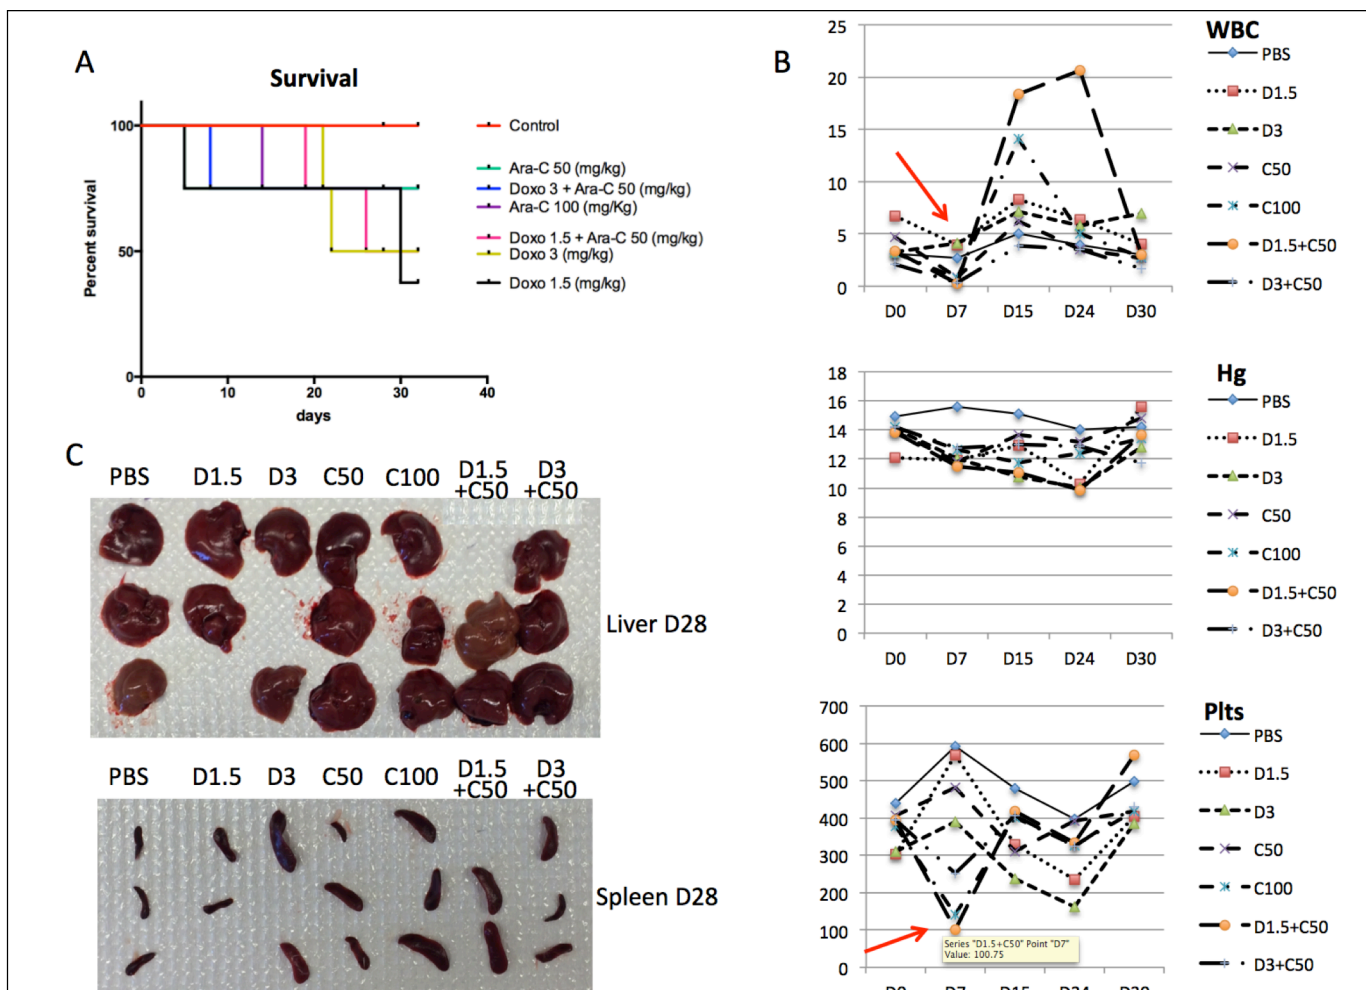 A
Survival
Percent survival
100
50
0
0
10
20
30
40
days
Control
Ara-C 50 (mg/kg)
Doxo 3 + Ara-C 50 (mg/kg)
Ara-C 100 (mg/Kg)
Doxo 1.5 + Ara-C 50 (mg/kg)
Doxo 3 (mg/kg)
Doxo 1.5 (mg/kg)
B
WBC
25
20
15
10
5
0
D0 D7 D15 D24 D30
PBS
D1.5
D3
C50
C100
D1.5+C50
D3+C50
Hg
18
16
14
12
10
8
6
4
2
0
D0 D7 D15 D24 D30
PBS
D1.5
D3
C50
C100
D1.5+C50
D3+C50
Plts
700
600
500
400
300
200
100
0
Series "D1.5+C50" Point "D7"
Value: 100.75
D0 D7 D15 D24 D30
PBS
D1.5
D3
C50
C100
D1.5+C50
D3+C50
C
PBS D1.5 D3 C50 C100 D1.5 D3
+C50 +C50
Liver D28
PBS D1.5 D3 C50 C100 D1.5 D3
+C50 +C50
Spleen D28